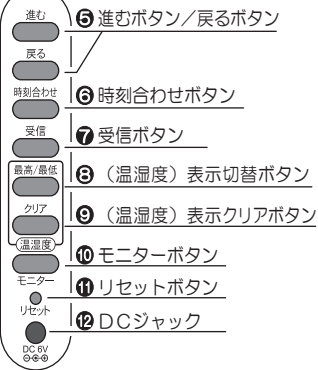 進む
❺進むボタン／戻るボタン
戻る
時刻合わせ
❻時刻合わせボタン
受信
❼受信ボタン
最高/最低
❽（温湿度）表示切替ボタン
クリア
❾（温湿度）表示クリアボタン
温湿度
❿モニターボタン
モニター
⓫リセットボタン
リセット
⓬DCジャック
DC 6V